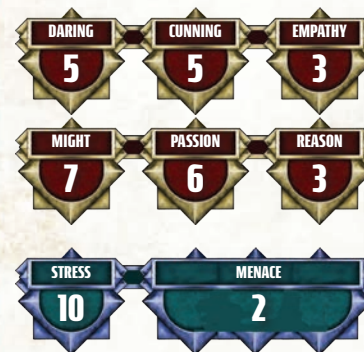 DARING CUNNING EMPATHY
5 5 3
MIGHT PASSION REASON
7 6 3
STRESS MENACE
10 2